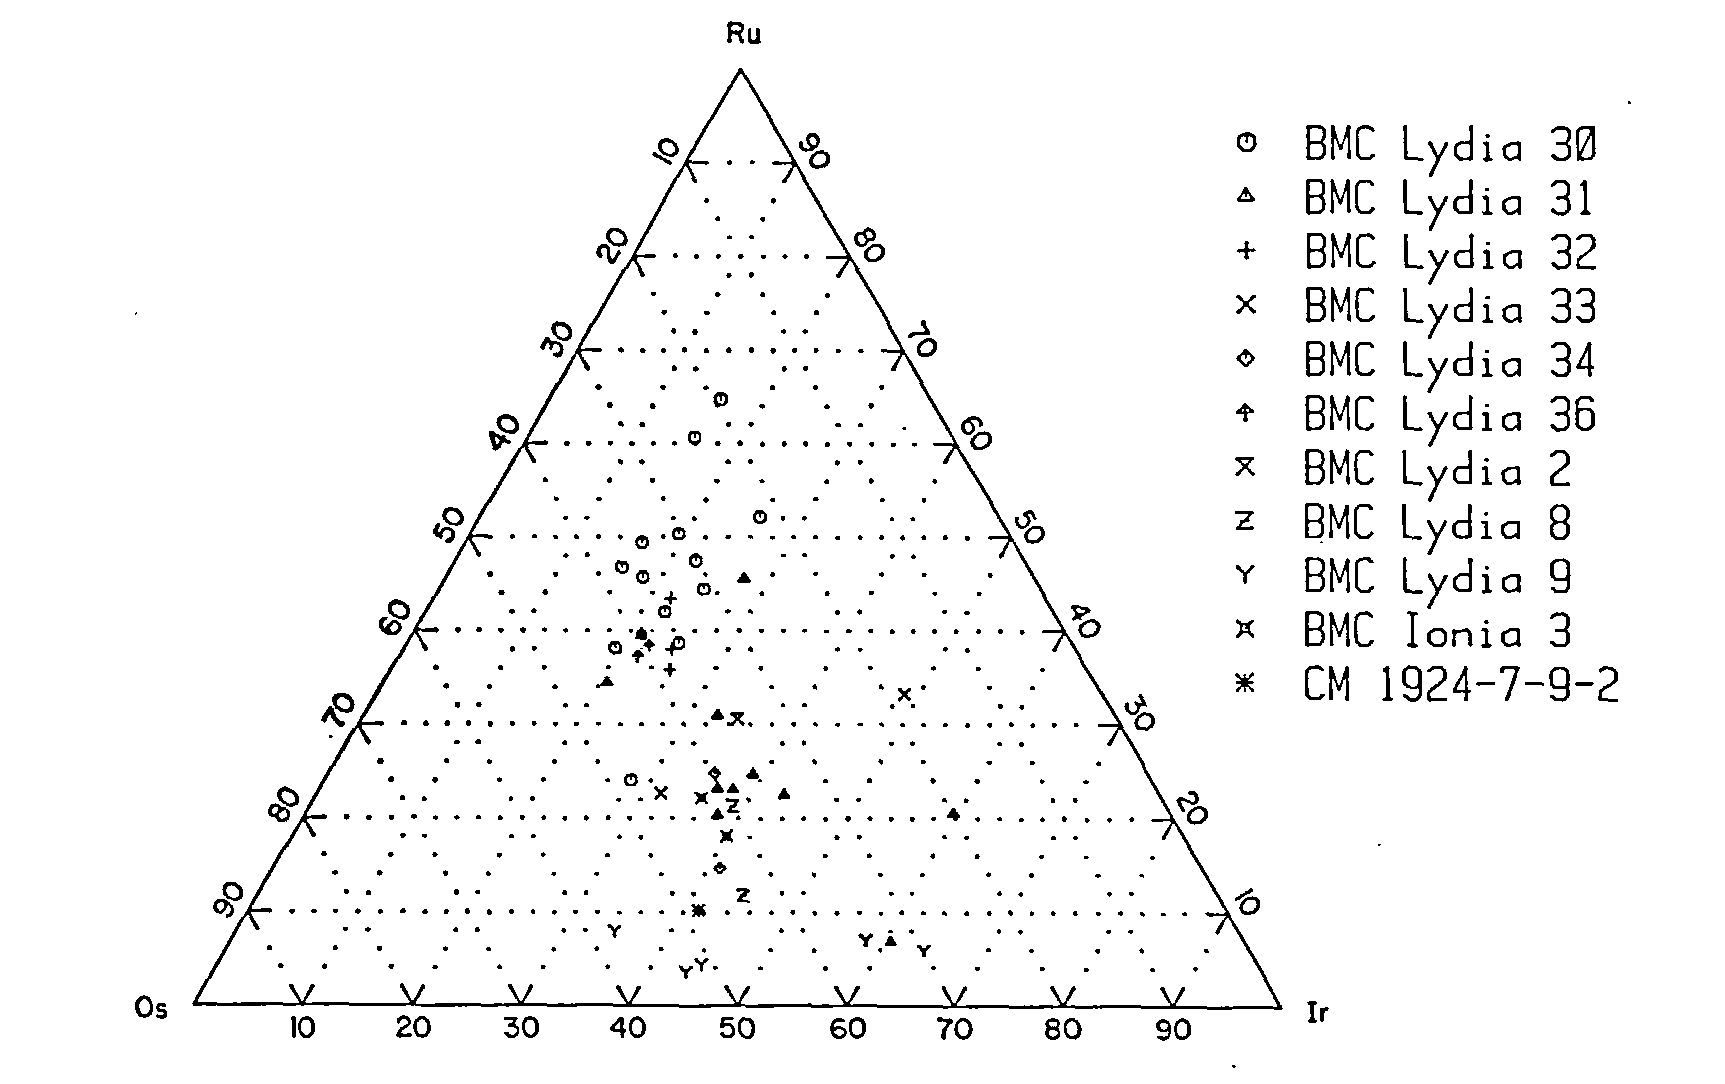 Ru
10 90
20 80
30 70
40 60
50 50
60 40
70 30
80 20
90 10
Os Ir
10 20 30 40 50 60 70 80 90
BMC Lydia 30
BMC Lydia 31
BMC Lydia 32
BMC Lydia 33
BMC Lydia 34
BMC Lydia 36
BMC Lydia 2
BMC Lydia 8
BMC Lydia 9
BMC Ionia 3
CM 1924-7-9-2